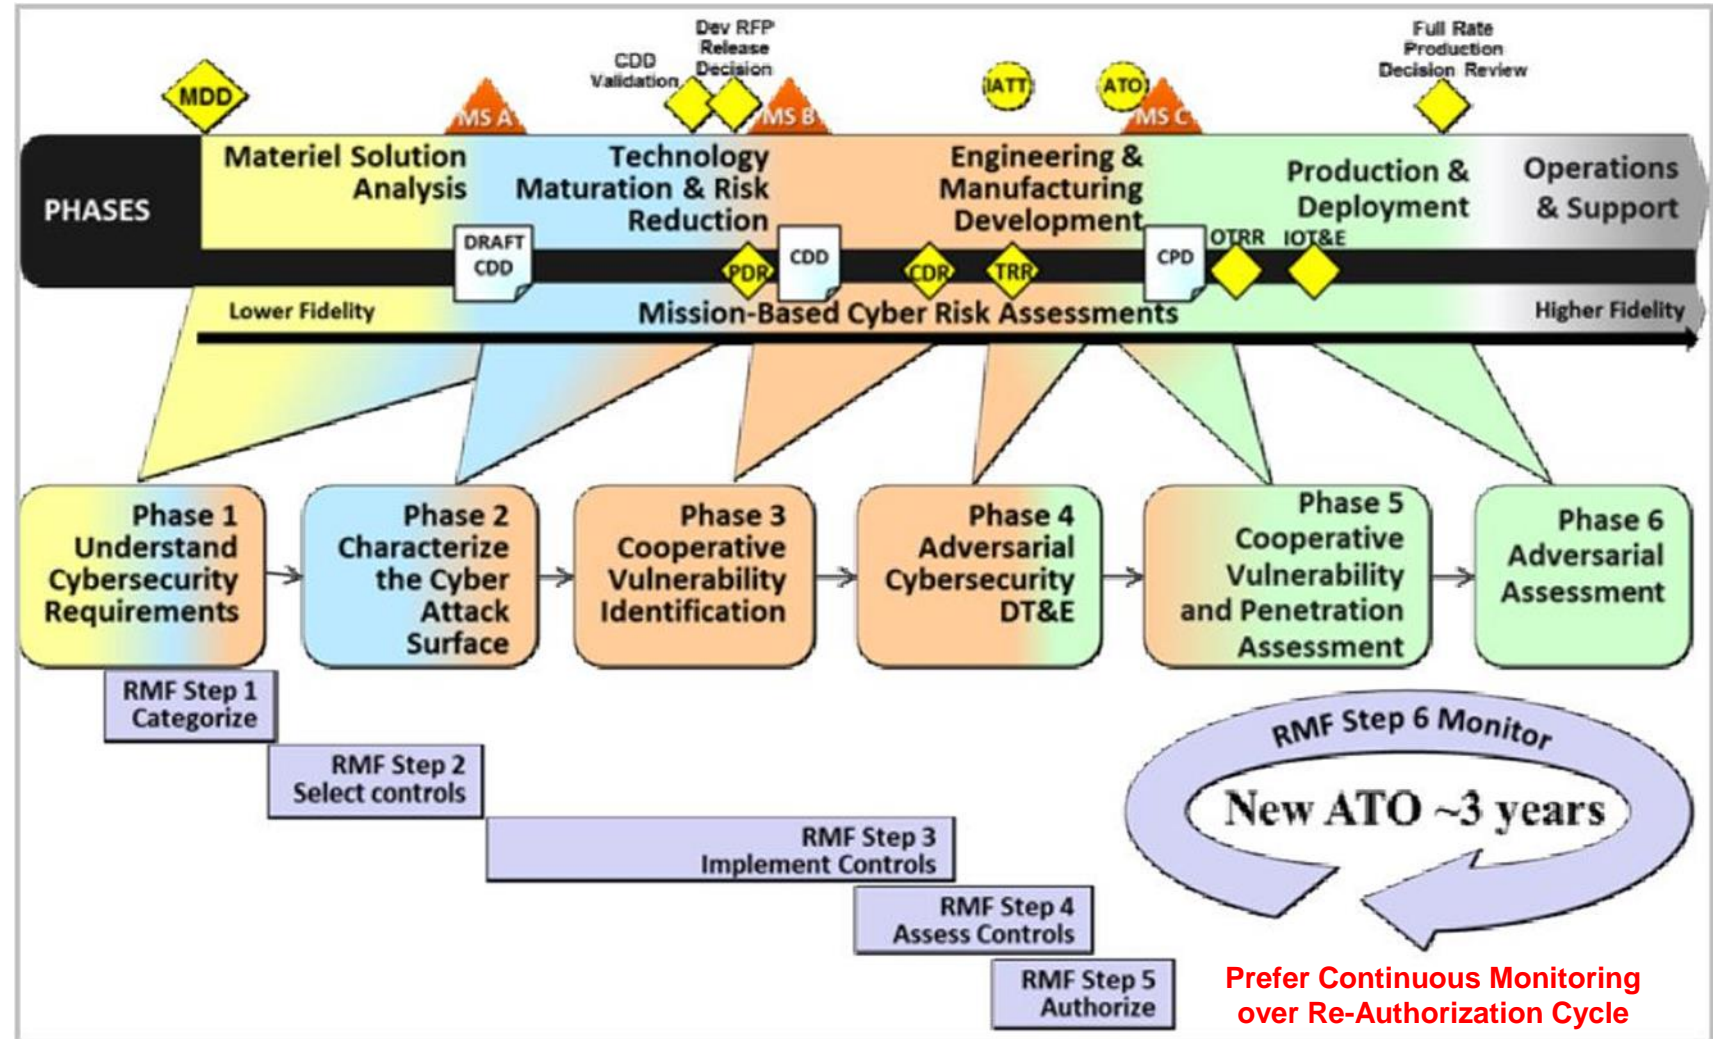 Dev RFP
Release
Decision
CDD
Validation
Full Rate
Production
Decision Review
MDD
MS A
MS B
IATT
ATO
MS C
PHASES
Materiel Solution
Analysis
Technology
Maturation & Risk
Reduction
Engineering &
Manufacturing
Development
Production &
Deployment
Operations
& Support
DRAFT
CDD
PDR
CDD
CDR
TRR
CPD
OTRR
IOT&E
Lower Fidelity
Mission-Based Cyber Risk Assessments
Higher Fidelity
Phase 1
Understand
Cybersecurity
Requirements
Phase 2
Characterize
the Cyber
Attack
Surface
Phase 3
Cooperative
Vulnerability
Identification
Phase 4
Adversarial
Cybersecurity
DT&E
Phase 5
Cooperative
Vulnerability
and Penetration
Assessment
Phase 6
Adversarial
Assessment
RMF Step 1
Categorize
RMF Step 2
Select controls
RMF Step 3
Implement Controls
RMF Step 4
Assess Controls
RMF Step 5
Authorize
RMF Step 6 Monitor
New ATO ~3 years
Prefer Continuous Monitoring
over Re-Authorization Cycle